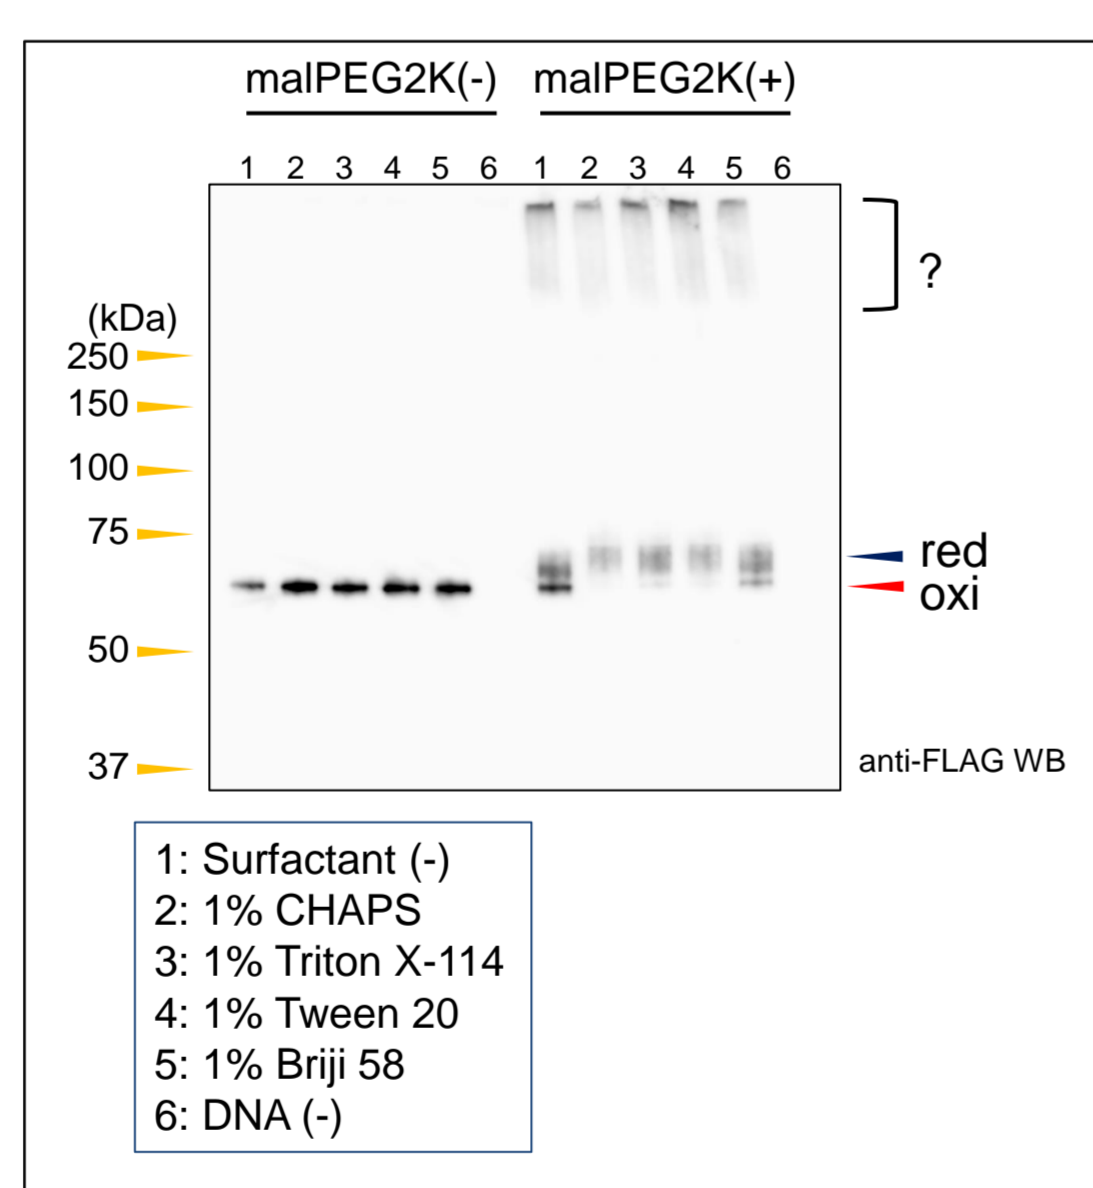 malPEG2K(-) malPEG2K(+)
1 2 3 4 5 6 1 2 3 4 5 6
?
(kDa)
250
150
100
75
red
oxi
50
37
anti-FLAG WB
1: Surfactant (-)
2: 1% CHAPS
3: 1% Triton X-114
4: 1% Tween 20
5: 1% Briji 58
6: DNA (-)